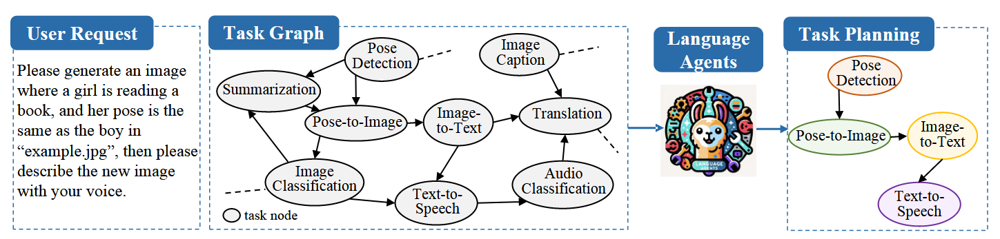 User Request
Please generate an image
where a girl is reading a
book, and her pose is the
same as the boy in
“example.jpg”, then please
describe the new image
with your voice.
Task Graph
Pose
Detection
Image
Caption
Summarization
Pose-to-Image
Image-
to-Text
Translation
Image
Classification
Text-to-
Speech
Audio
Classification
task node
Language
Agents
LANGUAGE
AGENTS
Task Planning
Pose
Detection
Pose-to-Image
Image-
to-Text
Text-to-
Speech